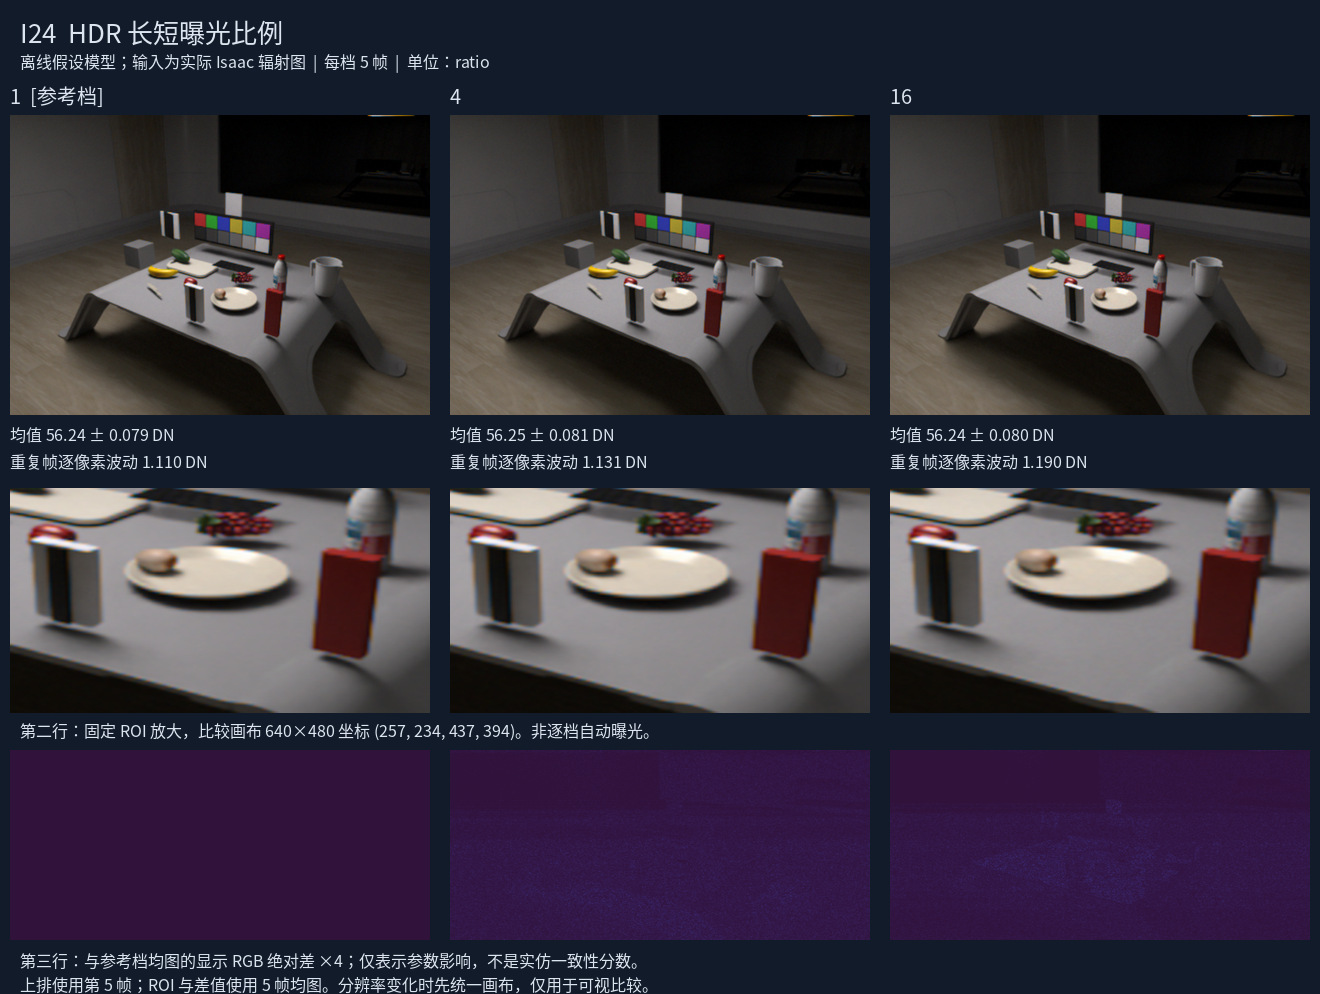 I24 HDR 长短曝光比例
离线假设模型；输入为实际 Isaac 辐射图 | 每档 5 帧 | 单位：ratio
1 [参考档]
4
16
均值 56.24 ± 0.079 DN
重复帧逐像素波动 1.110 DN
均值 56.25 ± 0.081 DN
重复帧逐像素波动 1.131 DN
均值 56.24 ± 0.080 DN
重复帧逐像素波动 1.190 DN
第二行：固定 ROI 放大，比较画布 640×480 坐标 (257, 234, 437, 394)。非逐档自动曝光。
第三行：与参考档均图的显示 RGB 绝对差 ×4；仅表示参数影响，不是实仿一致性分数。
上排使用第 5 帧；ROI 与差值使用 5 帧均图。分辨率变化时先统一画布，仅用于可视比较。